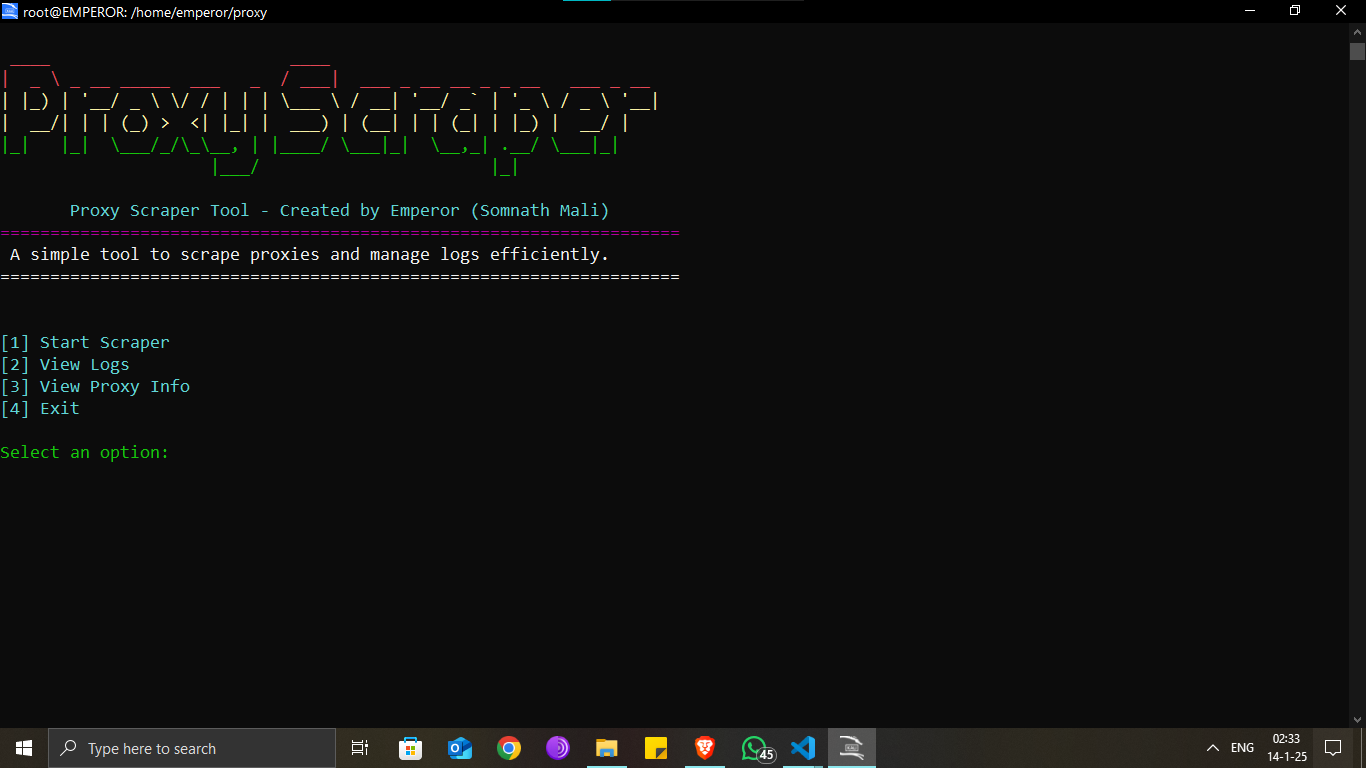 root@EMPEROR: /home/emperor/proxy
ProxyScraper
Proxy Scraper Tool - Created by Emperor (Somnath Mali)
====================================================================
A simple tool to scrape proxies and manage logs efficiently.
====================================================================
[1] Start Scraper
[2] View Logs
[3] View Proxy Info
[4] Exit
Select an option:
Type here to search
45
ENG
02:33
14-1-25